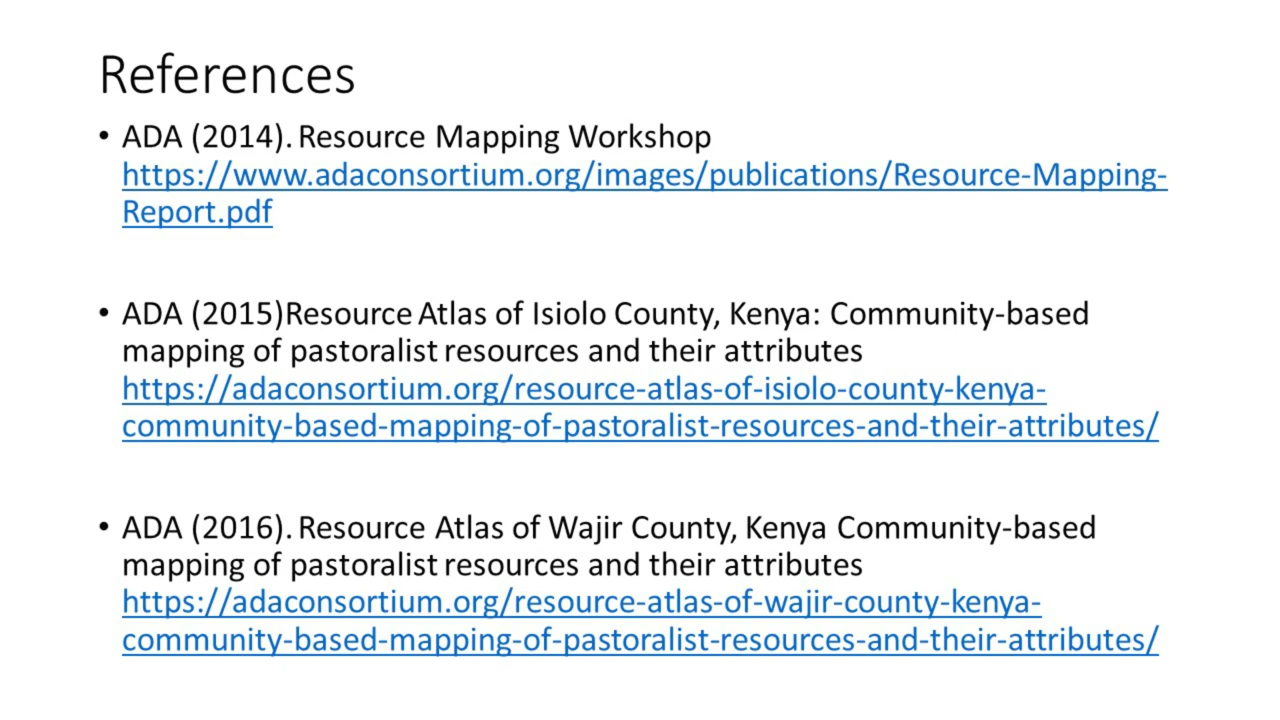 References
• ADA (2014). Resource Mapping Workshop
https://www.adaconsortium.org/images/publications/Resource-Mapping-
Report.pdf
• ADA (2015)Resource Atlas of Isiolo County, Kenya: Community-based
mapping of pastoralist resources and their attributes
https://adaconsortium.org/resource-atlas-of-isiolo-county-kenya-
community-based-mapping-of-pastoralist-resources-and-their-attributes/
• ADA (2016). Resource Atlas of Wajir County, Kenya Community-based
mapping of pastoralist resources and their attributes
https://adaconsortium.org/resource-atlas-of-wajir-county-kenya-
community-based-mapping-of-pastoralist-resources-and-their-attributes/